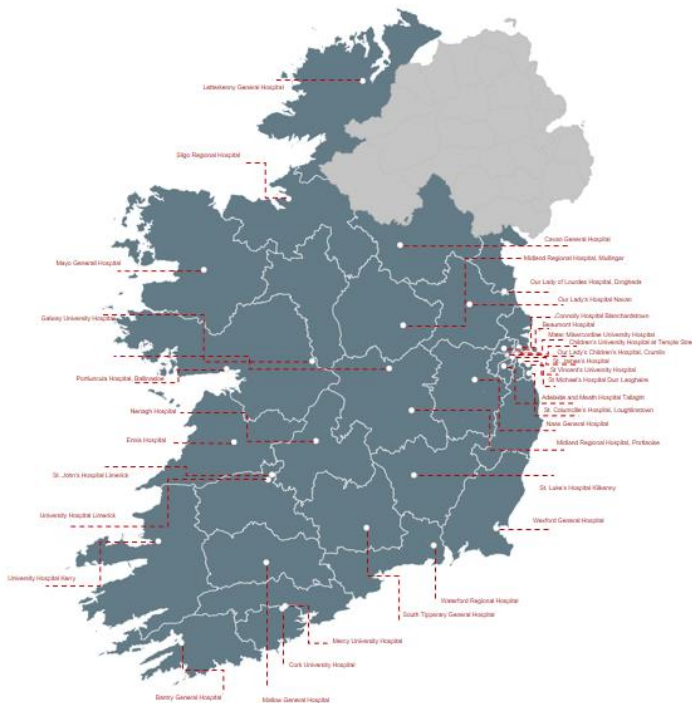 Letterkenny General Hospital
Sligo Regional Hospital
Cavan General Hospital
Midland Regional Hospital, Mullingar
Mayo General Hospital
Our Lady of Lourdes Hospital, Drogheda
Our Lady's Hospital Navan
Galway University Hospital
Connolly Hospital Blanchardstown
Beaumont Hospital
Mater Misericordiae University Hospital
Children's University Hospital at Temple Stree
Our Lady's Children's Hospital, Crumlin
St. James's Hospital
St Vincent's University Hospital
Portiuncula Hospital, Ballinasloe
St Michael's Hospital Dun Laoghaire
Adelaide and Meath Hospital Tallaght
Nenagh Hospital
St. Columcille's Hospital, Loughlinstown
Naas General Hospital
Ennis Hospital
Midland Regional Hospital, Portlaoise
St. John's Hospital Limerick
St. Luke's Hospital Kilkenny
University Hospital Limerick
Wexford General Hospital
University Hospital Kerry
Waterford Regional Hospital
South Tipperary General Hospital
Mercy University Hospital
Cork University Hospital
Bantry General Hospital
Mallow General Hospital